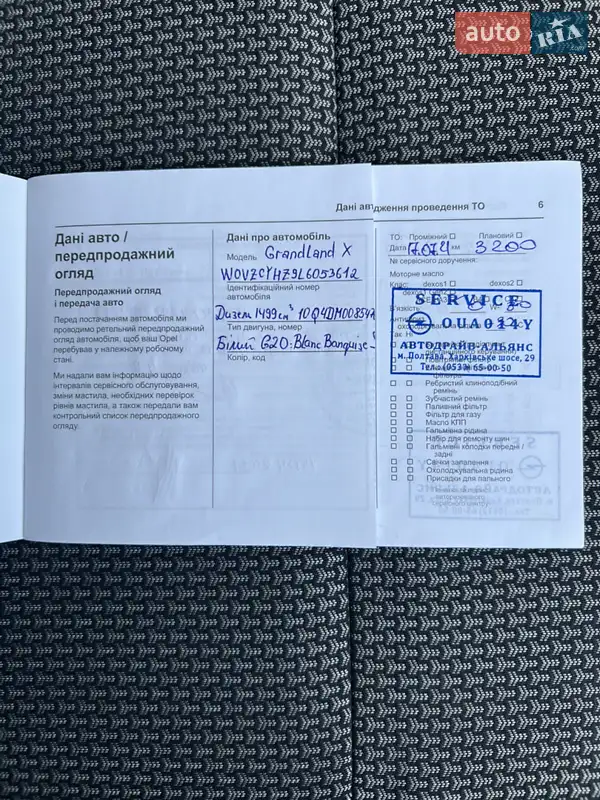 auto RIA
.com
Дані ав
дження проведення ТО
6
Дані авто /
передпродажний
огляд
Передпродажний огляд
і передача авто
Перед постачанням автомобіля ми
проводимо ретельний передпродажний
огляд автомобіля, щоб ваш Opel
перебував у належному робочому
стані.
Ми надали вам інформацію щодо
інтервалів сервісного обслуговування,
зміни мастила, необхідних перевірок
рівнів мастила, а також передали вам
контрольний список передпродажного
огляду.
Дані про автомобіль
Модель Grandland X
W0VZCYHZ9L6053612
Ідентифікаційний номер
автомобіля
Дизель 1499см³
Тип двигуна, номер
Білий G20: Blanc Banquise
Колір, код
ТО: Проміжний Плановий
Дата км 3200
№ сервісного доручення:
Моторне масло
Клас: dexos1 dexos2
SERVICE
OUA014Y
АВТОДРАЙВ-АЛЬЯНС
м. Полтава, Харківське шосе, 29
Тел. (0532) 65-00-50
Ребристий клиноподібний
ремінь
Зубчастий ремінь
Паливний фільтр
Фільтр для газу
Масло КПП
Гальмівна рідина
Набір для ремонту шин
Гальмівні колодки передні /
задні
Свічки запалення
Охолоджувальна рідина
Присадки для пального